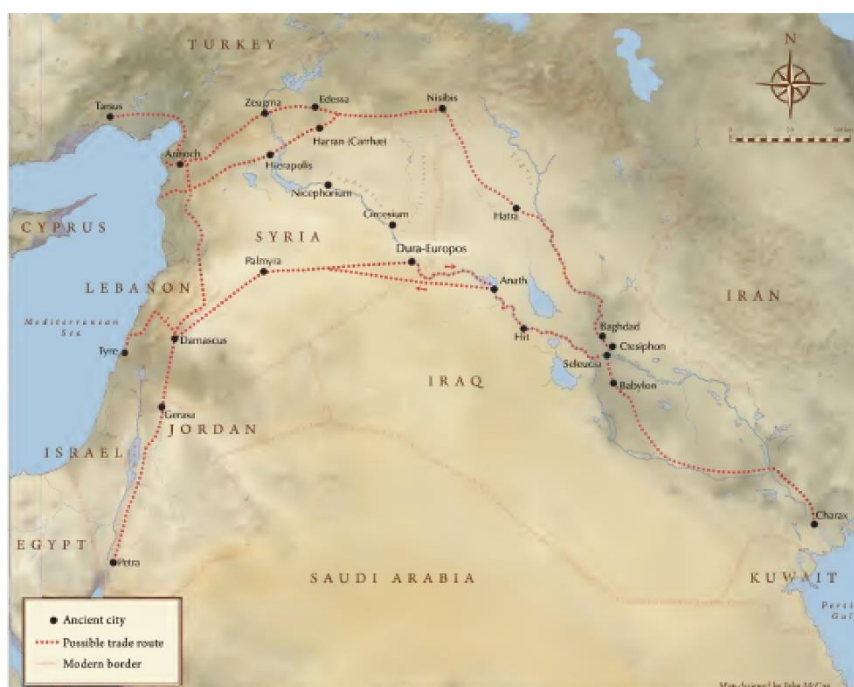 TURKEY
N
Tarsus
Zeugma
Edessa
Nisibis
Harran (Carrhae)
Antioch
Hierapolis
Nicephorium
Hatra
Circesium
CYPRUS
SYRIA
Dura-Europos
Palmyra
Anath
LEBANON
IRAN
Mediterranean
Sea
Baghdad
Hit
Ctesiphon
Tyre
Damascus
Seleucia
IRAQ
Babylon
Gerasa
JORDAN
ISRAEL
Charax
EGYPT
Petra
SAUDI ARABIA
KUWAIT
Ancient city
Possible trade route
Modern border